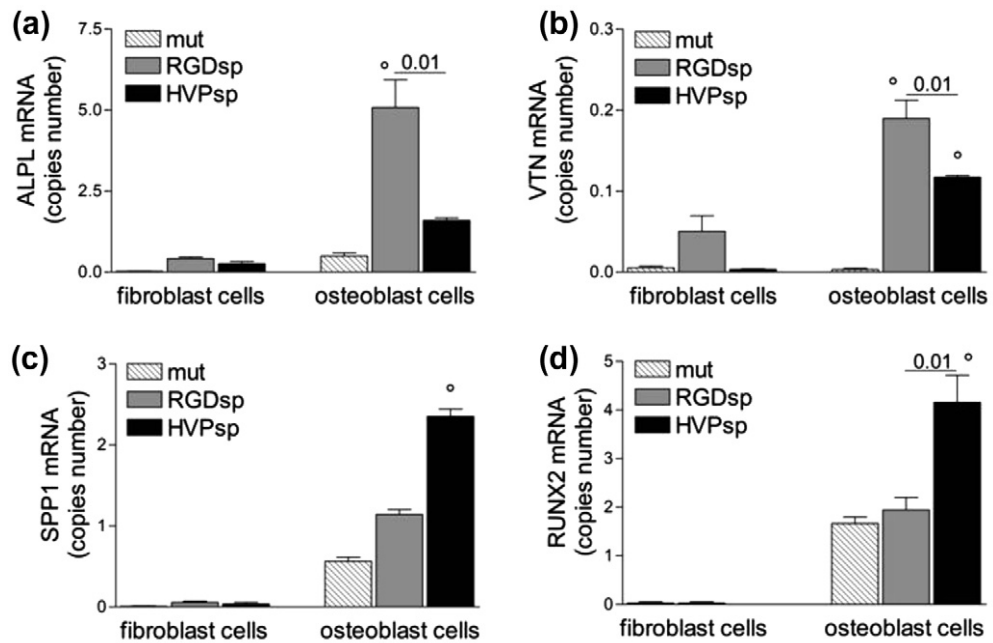 (a)
ALPL mRNA
(copies number)
7.5
5.0
2.5
0.0
mut
RGDsp
HVPsp
° 0.01
fibroblast cells osteoblast cells
(b)
VTN mRNA
(copies number)
0.3
0.2
0.1
0.0
mut
RGDsp
HVPsp
° 0.01
°
fibroblast cells osteoblast cells
(c)
SPP1 mRNA
(copies number)
3
2
1
0
mut
RGDsp
HVPsp
°
fibroblast cells osteoblast cells
(d)
RUNX2 mRNA
(copies number)
5
4
3
2
1
0
mut
RGDsp
HVPsp
0.01 °
fibroblast cells osteoblast cells